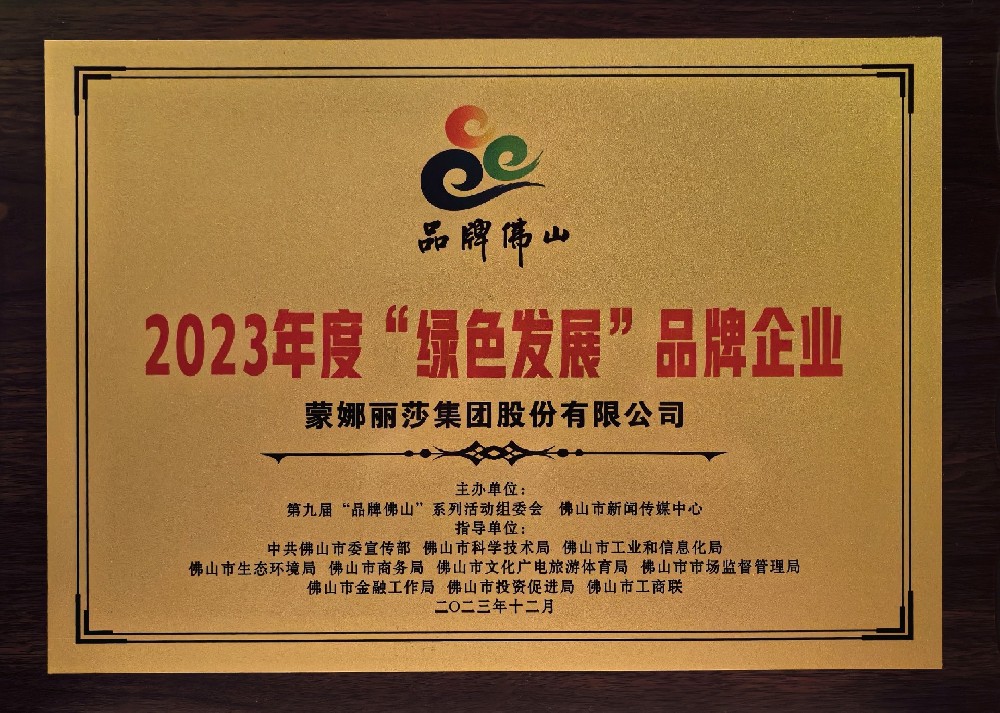 品牌佛山
2023年度“绿色发展”品牌企业
蒙娜丽莎集团股份有限公司
主办单位：
第九届“品牌佛山”系列活动组委会 佛山市新闻传媒中心
指导单位：
中共佛山市委宣传部 佛山市科学技术局 佛山市工业和信息化局
佛山市生态环境局 佛山市商务局 佛山市文化广电旅游体育局 佛山市市场监督管理局
佛山市金融工作局 佛山市投资促进局 佛山市工商联
二〇二三年十二月